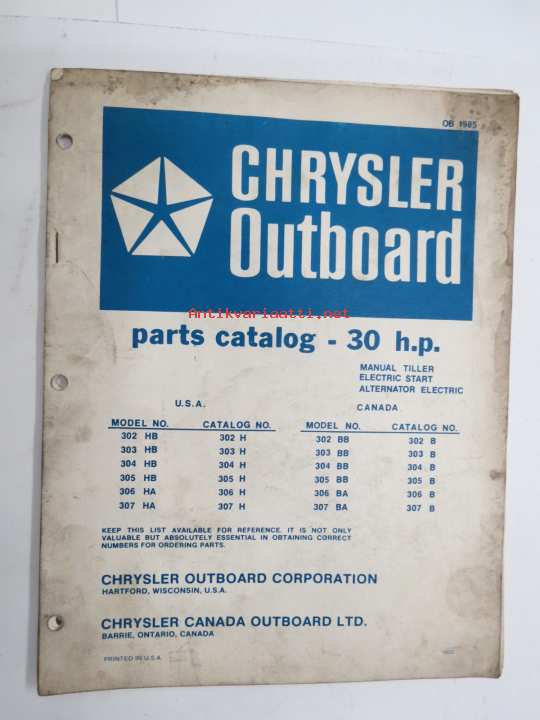 OB 1985
CHRYSLER
Outboard
Antikvariaatti.net
parts catalog - 30 h.p.
MANUAL TILLER
ELECTRIC START
ALTERNATOR ELECTRIC
U.S.A. CANADA
MODEL NO. CATALOG NO. MODEL NO. CATALOG NO.
302 HB 302 H 302 BB 302 B
303 HB 303 H 303 BB 303 B
304 HB 304 H 304 BB 304 B
305 HB 305 H 305 BB 305 B
306 HA 306 H 306 BA 306 B
307 HA 307 H 307 BA 307 B
KEEP THIS LIST AVAILABLE FOR REFERENCE. IT IS NOT ONLY
VALUABLE BUT ABSOLUTELY ESSENTIAL IN OBTAINING CORRECT
NUMBERS FOR ORDERING PARTS.
CHRYSLER OUTBOARD CORPORATION
HARTFORD, WISCONSIN, U.S.A.
CHRYSLER CANADA OUTBOARD LTD.
BARRIE, ONTARIO, CANADA
PRINTED IN U.S.A.